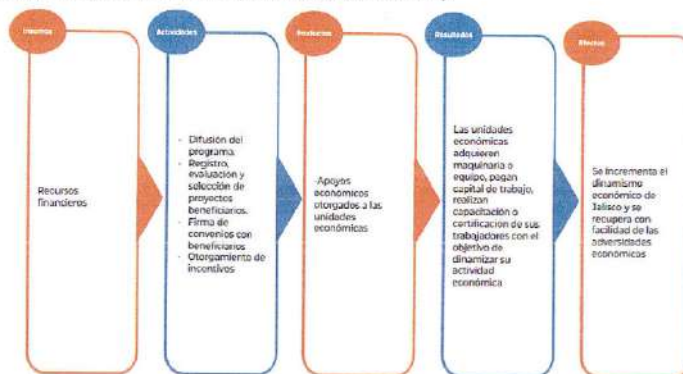 Insumos
Recursos
financieros
Actividades
- Difusión del
programa.
- Registro,
evaluación y
selección de
proyectos
beneficiarios.
- Firma de
convenios con
beneficiarios
- Otorgamiento de
incentivos
Productos
-Apoyos
económicos
otorgados a las
unidades
económicas
Resultados
Las unidades
económicas
adquieren
maquinaria o
equipo, pagan
capital de trabajo,
realizan
capacitación o
certificación de sus
trabajadores con el
objetivo de
dinamizar su
actividad
económica
Efectos
Se incrementa el
dinamismo
económico de
Jalisco y se
recupera con
facilidad de las
adversidades
económicas